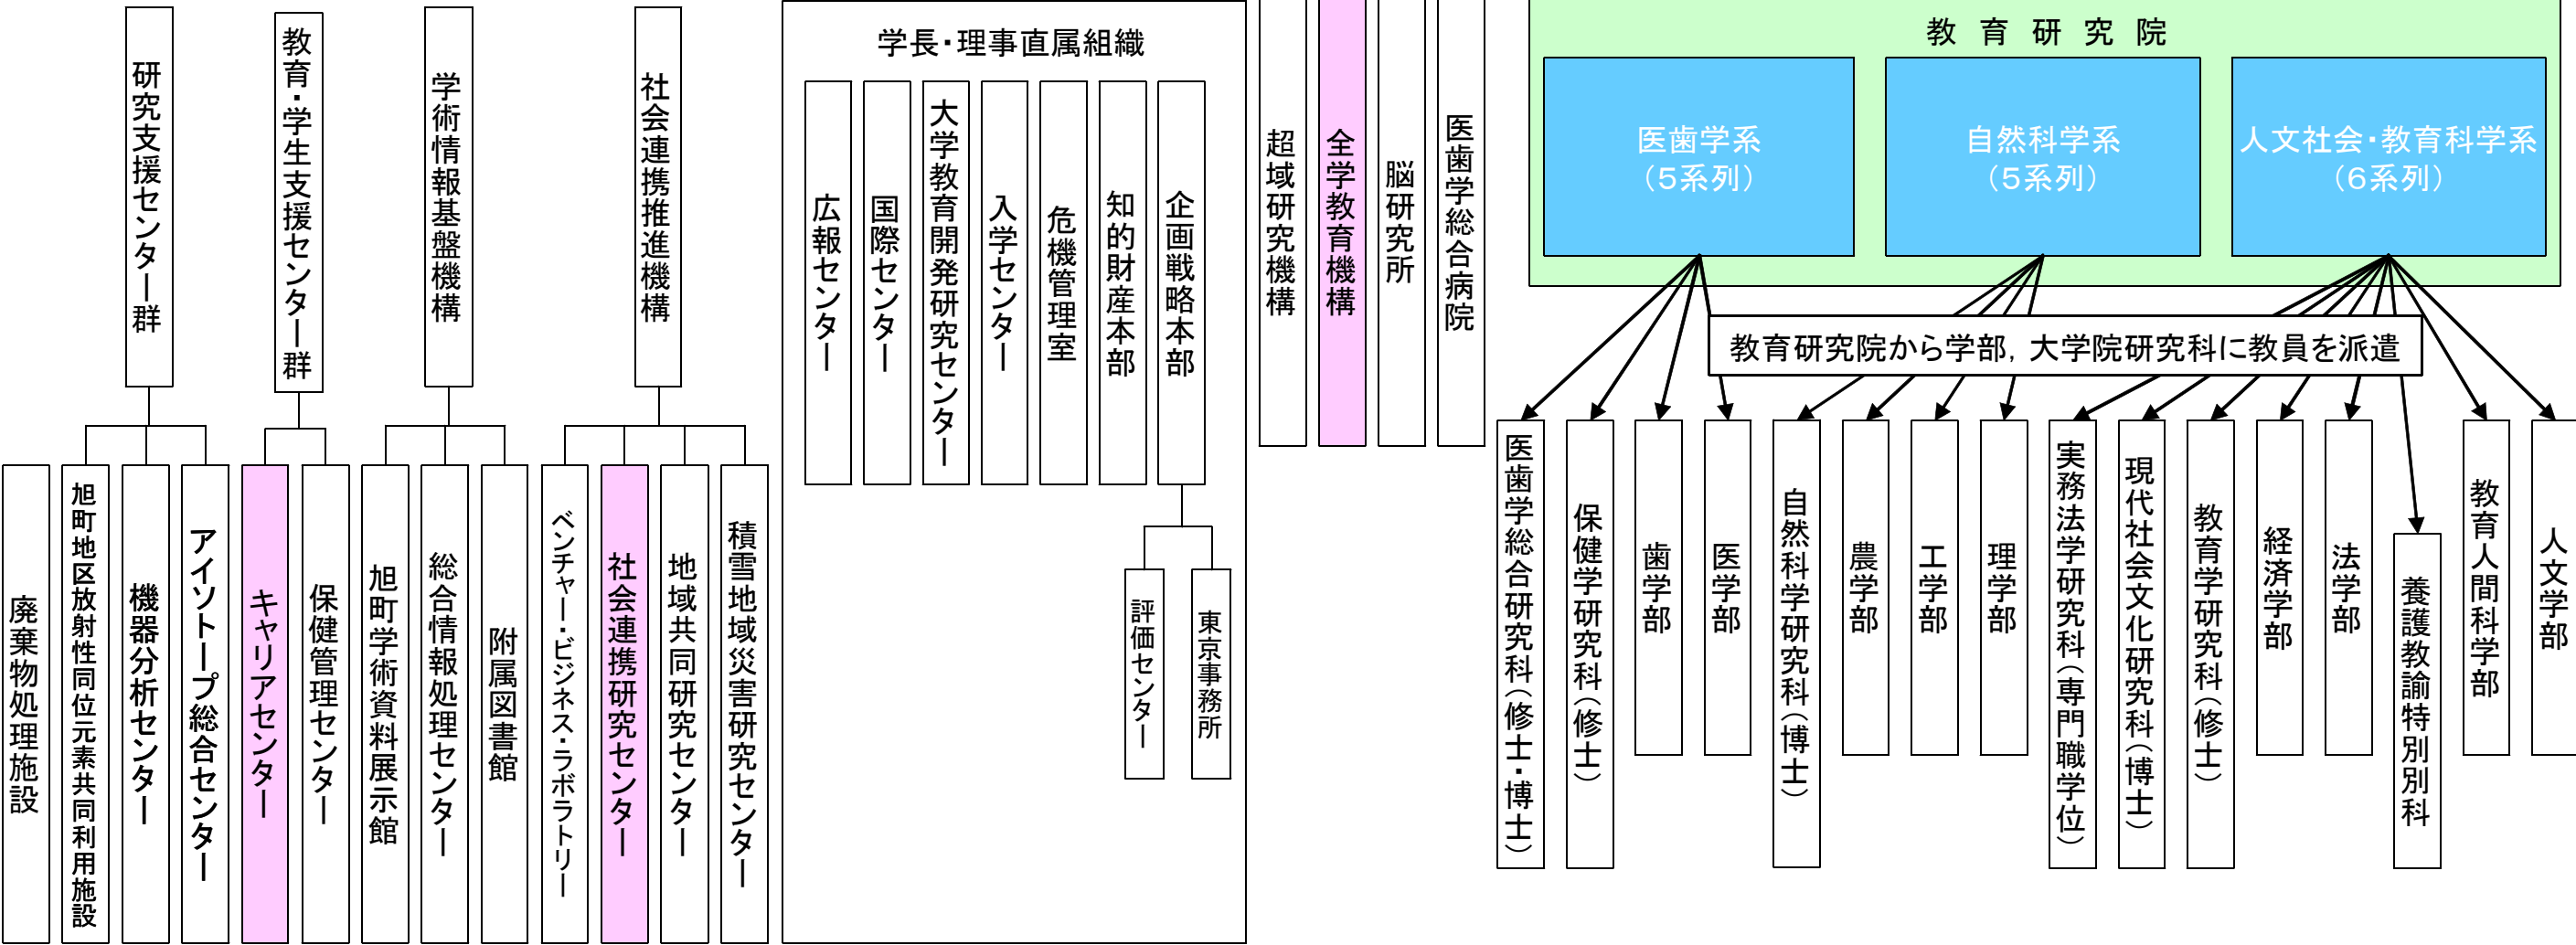 研究支援センター群
教育・学生支援センター群
学術情報基盤機構
社会連携推進機構
学長・理事直属組織
広報センター
国際センター
大学教育開発研究センター
入学センター
危機管理室
知的財産本部
企画戦略本部
評価センター
東京事務所
超域研究機構
全学教育機構
脳研究所
医歯学総合病院
教育研究院
医歯学系
（５系列）
自然科学系
（５系列）
人文社会・教育科学系
（６系列）
教育研究院から学部，大学院研究科に教員を派遣
廃棄物処理施設
旭町地区放射性同位元素共同利用施設
機器分析センター
アイソトープ総合センター
キャリアセンター
保健管理センター
旭町学術資料展示館
総合情報処理センター
附属図書館
ベンチャー・ビジネス・ラボラトリー
社会連携研究センター
地域共同研究センター
積雪地域災害研究センター
医歯学総合研究科（修士・博士）
保健学研究科（修士）
歯学部
医学部
自然科学研究科（博士）
農学部
工学部
理学部
実務法学研究科（専門職学位）
現代社会文化研究科（博士）
教育学研究科（修士）
経済学部
法学部
養護教諭特別別科
教育人間科学部
人文学部